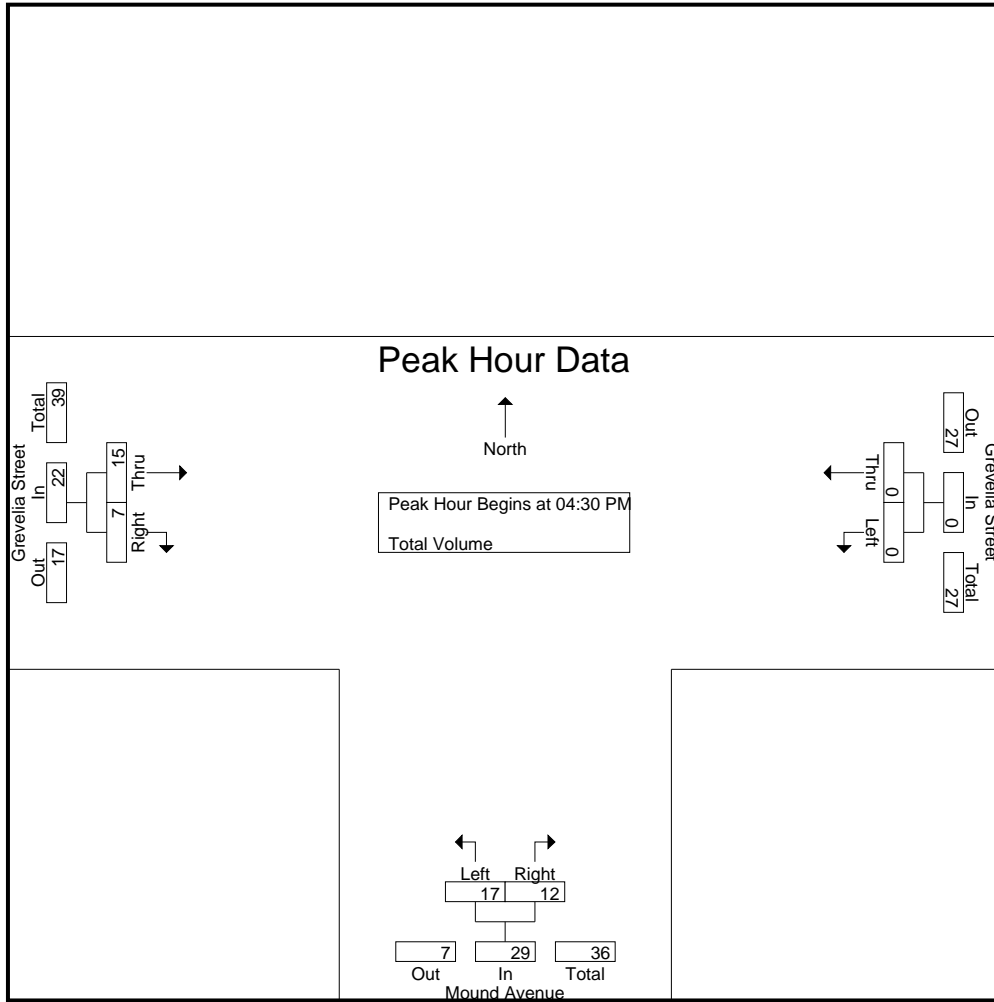 Peak Hour Data
North
Peak Hour Begins at 04:30 PM
Total Volume
Grevelia Street
Total
39
In
22
Out
17
15
Thru
7
Right
Grevelia Street
Out
27
In
0
Total
27
Thru
0
Left
0
Left
Right
17
12
7
29
36
Out
In
Total
Mound Avenue